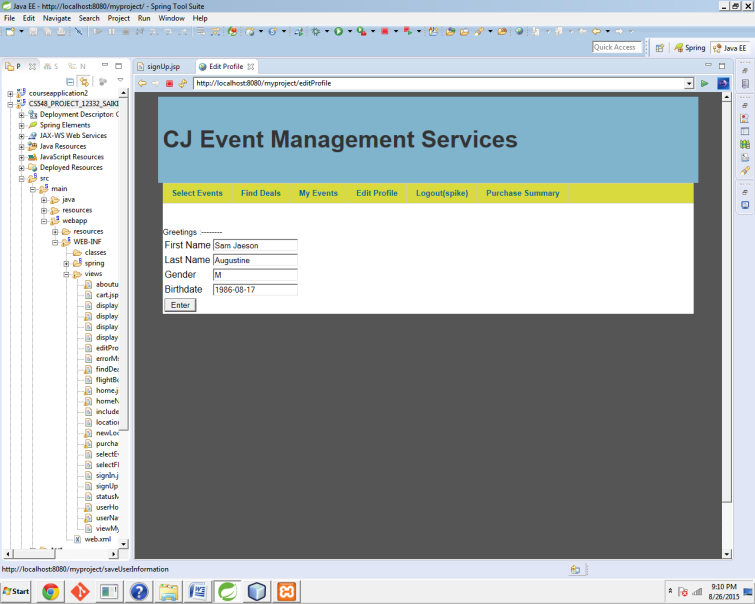 Java EE - http://localhost:8080/myproject/ - Spring Tool Suite
File Edit Navigate Search Project Run Window Help
Quick Access Spring Java EE
P S N signUp.jsp Edit Profile
http://localhost:8080/myproject/editProfile
courseapplication2
CS548_PROJECT_12332_SAIKI
Deployment Descriptor: C
Spring Elements
JAX-WS Web Services
Java Resources
JavaScript Resources
Deployed Resources
src
main
java
resources
webapp
resources
WEB-INF
classes
spring
views
aboutu
cart.jsp
display
display
display
display
editPro
errorMs
findDea
flightBo
home.j
homeN
include
location
newLoc
purcha
selectEv
selectFl
signIn.j
signUp
statusM
userHo
userNa
viewMy
web.xml
CJ Event Management Services
Select Events Find Deals My Events Edit Profile Logout(spike) Purchase Summary
Greetings :--------
First Name Sam Jaeson
Last Name Augustine
Gender M
Birthdate 1986-08-17
Enter
http://localhost:8080/myproject/saveUserInformation
Start
9:10 PM
8/26/2015